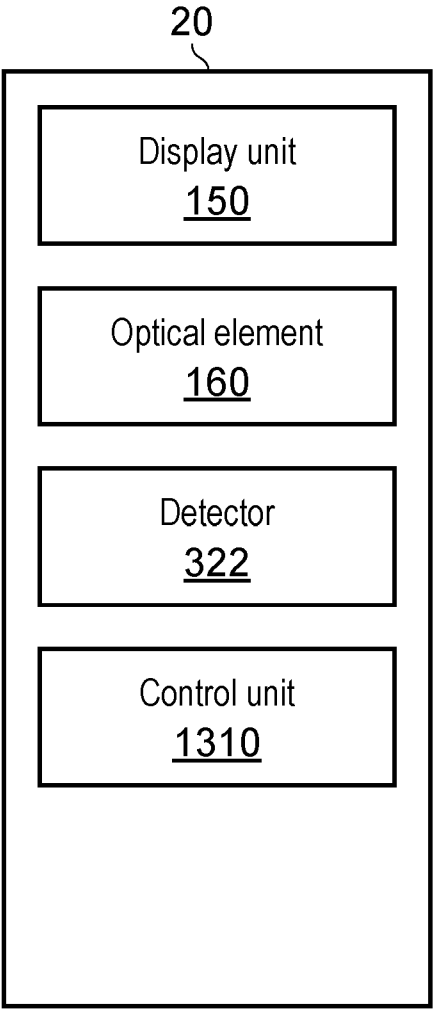 20
Display unit
150
Optical element
160
Detector
322
Control unit
1310